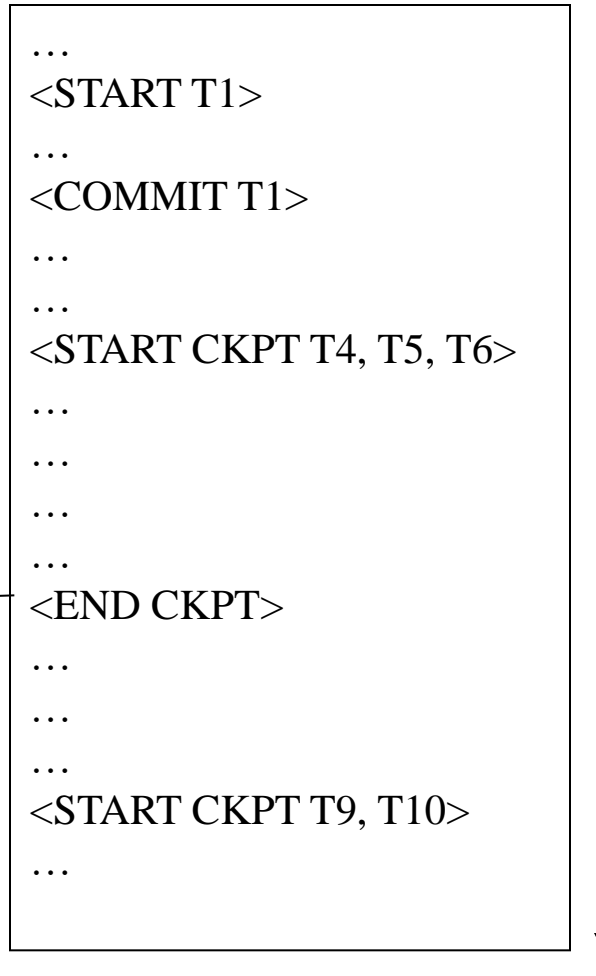 …
<START T1>
…
<COMMIT T1>
…
…
<START CKPT T4, T5, T6>
…
…
…
…
<END CKPT>
…
…
…
<START CKPT T9, T10>
…